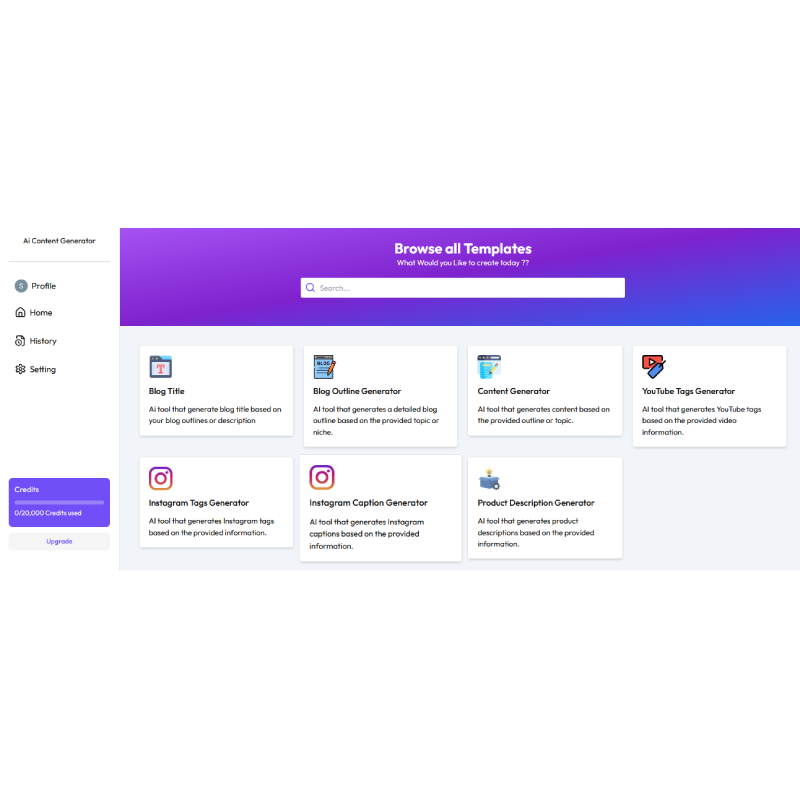 Ai Content Generator
S Profile
Home
History
Setting
Credits
0/20,000 Credits used
Upgrade
Browse all Templates
What Would you Like to create today ??
Search...
T
Blog Title
Ai tool that generate blog title based on
your blog outlines or description
BLOG
Blog Outline Generator
AI tool that generates a detailed blog
outline based on the provided topic or
niche.
Content Generator
AI tool that generates content based on
the provided outline or topic.
YouTube Tags Generator
AI tool that generates YouTube tags
based on the provided video
information.
Instagram Tags Generator
AI tool that generates Instagram tags
based on the provided information.
Instagram Caption Generator
AI tool that generates Instagram
captions based on the provided
information.
Product Description Generator
AI tool that generates product
descriptions based on the provided
information.